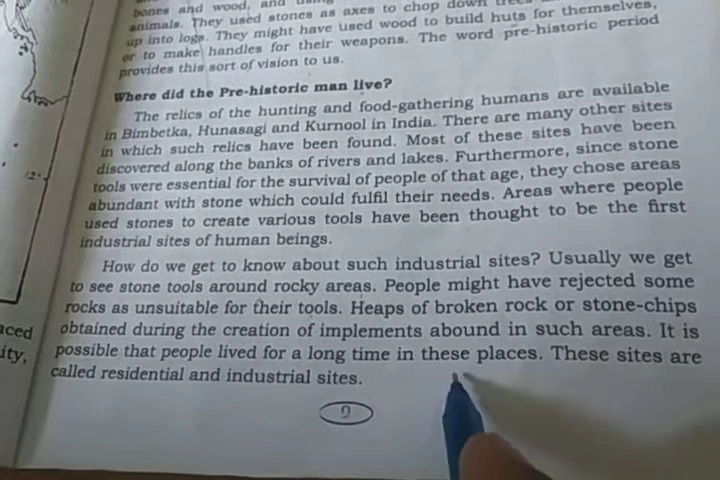 bones and wood, and
animals. They used stones as axes to chop down trees
up into logs. They might have used wood to build huts for themselves,
or to make handles for their weapons. The word pre-historic period
provides this sort of vision to us.
Where did the Pre-historic man live?
The relics of the hunting and food-gathering humans are available
in Bimbetka, Hunasagi and Kurnool in India. There are many other sites
in which such relics have been found. Most of these sites have been
discovered along the banks of rivers and lakes. Furthermore, since stone
tools were essential for the survival of people of that age, they chose areas
abundant with stone which could fulfil their needs. Areas where people
used stones to create various tools have been thought to be the first
industrial sites of human beings.
How do we get to know about such industrial sites? Usually we get
to see stone tools around rocky areas. People might have rejected some
rocks as unsuitable for their tools. Heaps of broken rock or stone-chips
obtained during the creation of implements abound in such areas. It is
possible that people lived for a long time in these places. These sites are
called residential and industrial sites.
9
aced
ity,